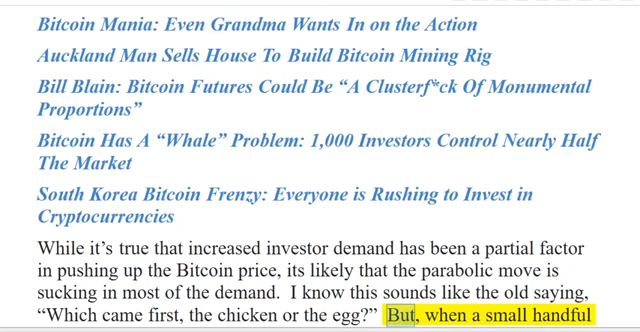 Bitcoin Mania: Even Grandma Wants In on the Action
Auckland Man Sells House To Build Bitcoin Mining Rig
Bill Blain: Bitcoin Futures Could Be “A Clusterf*ck Of Monumental
Proportions”
Bitcoin Has A “Whale” Problem: 1,000 Investors Control Nearly Half
The Market
South Korea Bitcoin Frenzy: Everyone is Rushing to Invest in
Cryptocurrencies
While it’s true that increased investor demand has been a partial factor
in pushing up the Bitcoin price, its likely that the parabolic move is
sucking in most of the demand.  I know this sounds like the old saying,
“Which came first, the chicken or the egg?”  But, when a small handful